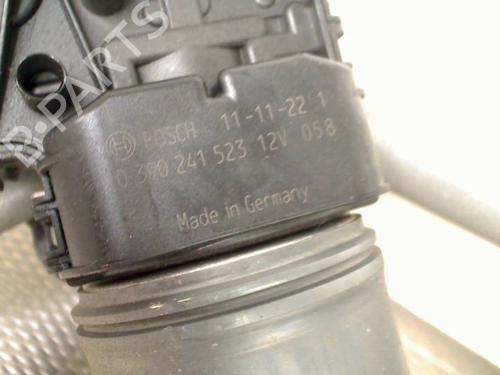 BOSCH 11-11-22 1
0 390 241 523 12V 058
Made in Germany
B-PARTS